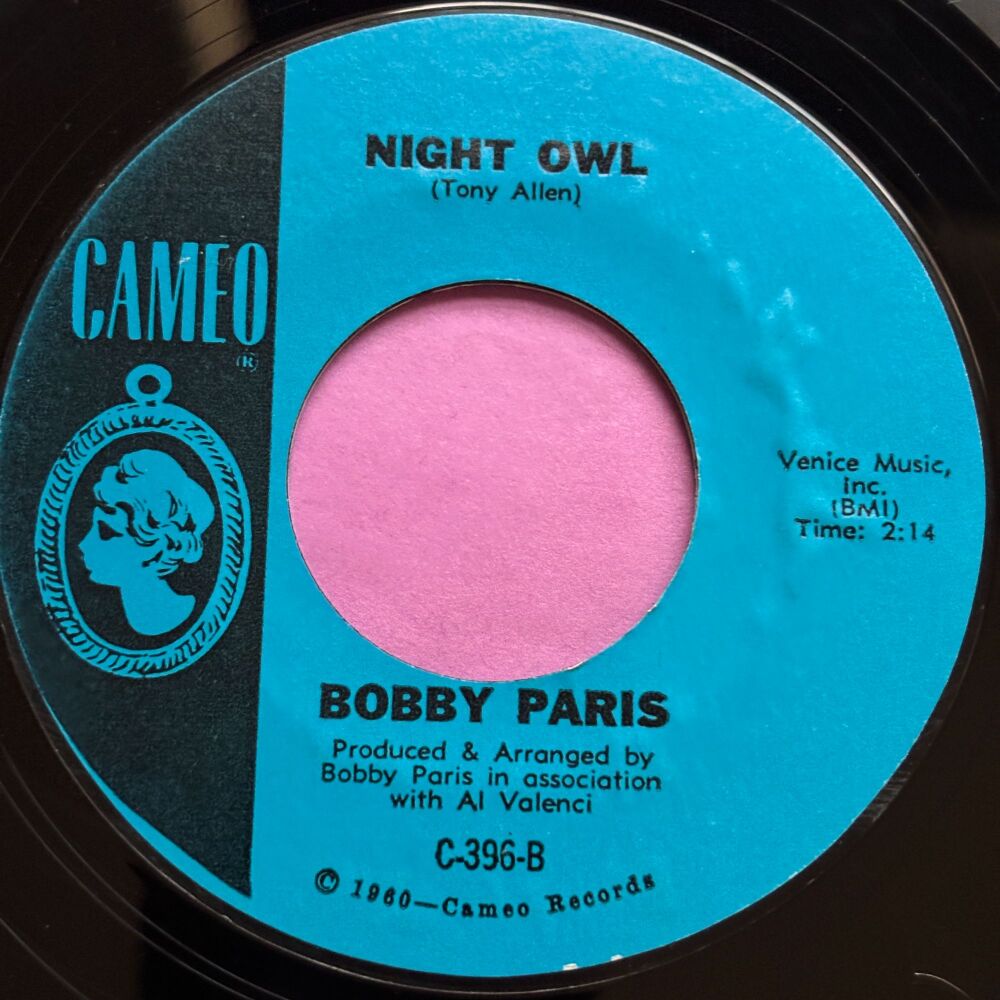 NIGHT OWL
(Tony Allen)
CAMEO
(R)
Venice Music,
Inc.
(BMI)
Time: 2:14
BOBBY PARIS
Produced & Arranged by
Bobby Paris in association
with Al Valenci
C-396-B
© 1960—Cameo Records